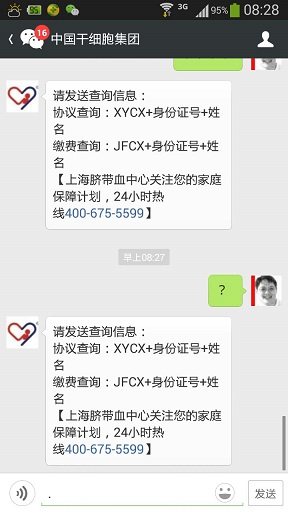 3G 95% 08:28
16 中国干细胞集团
请发送查询信息：
协议查询：XYCX+身份证号+姓
名
缴费查询：JFCX+身份证号+姓
名
【上海脐带血中心关注您的家庭
保障计划，24小时热
线400-675-5599】
早上08:27
？
请发送查询信息：
协议查询：XYCX+身份证号+姓
名
缴费查询：JFCX+身份证号+姓
名
【上海脐带血中心关注您的家庭
保障计划，24小时热
线400-675-5599】
.
发送